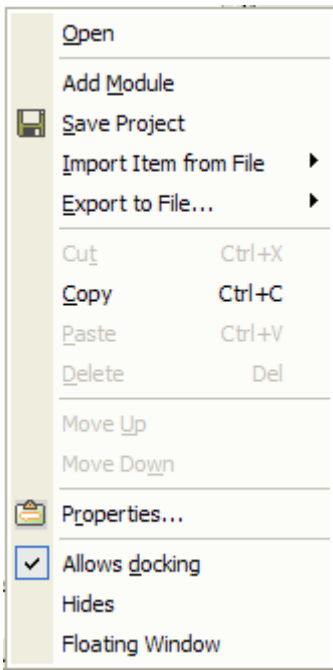 Open
Add Module
Save Project
Import Item from File
Export to File...
Cut Ctrl+X
Copy Ctrl+C
Paste Ctrl+V
Delete Del
Move Up
Move Down
Properties...
Allows docking
Hides
Floating Window